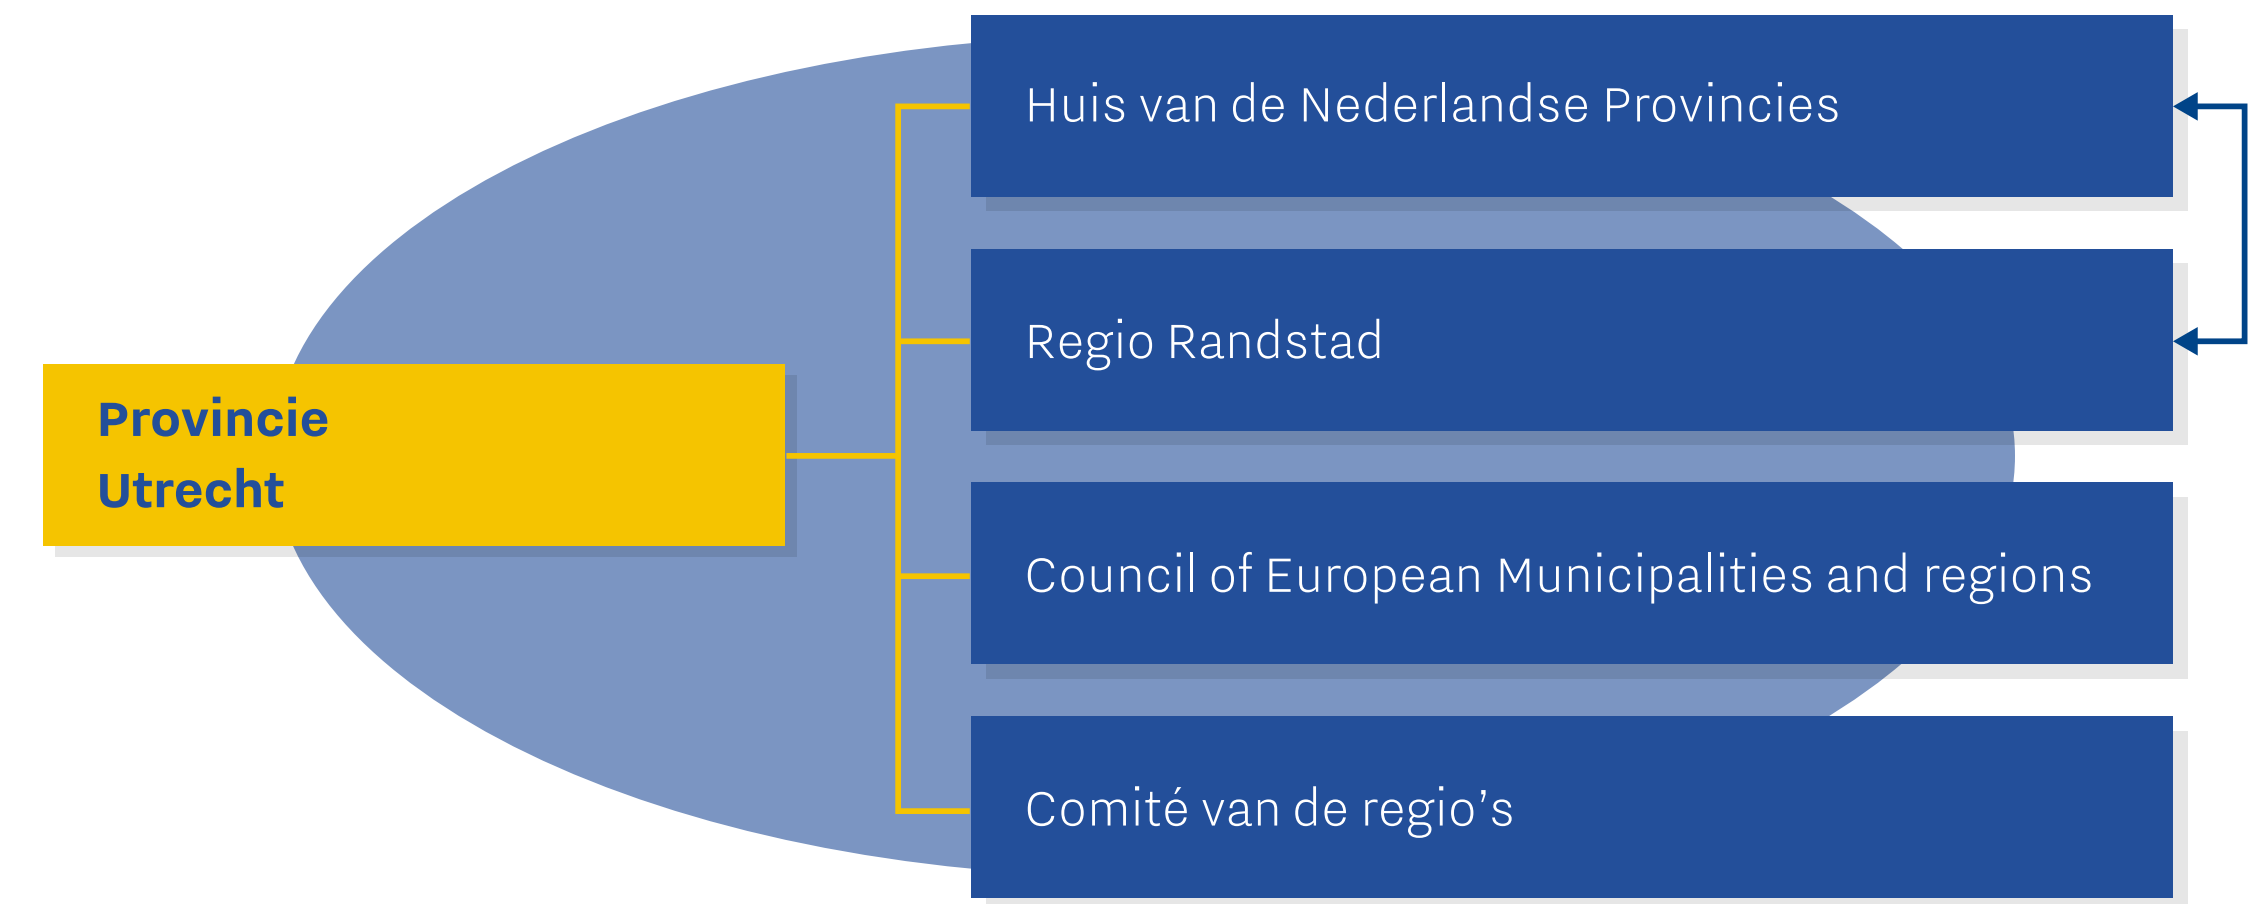 Huis van de Nederlandse Provincies
Regio Randstad
Provincie
Utrecht
Council of European Municipalities and regions
Comité van de regio’s